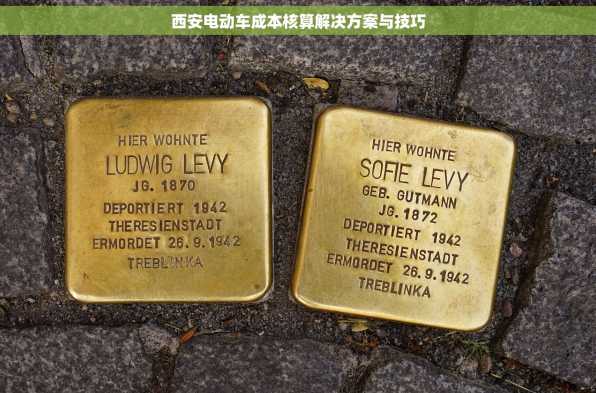 西安电动车成本核算解决方案与技巧
HIER WOHNTE
LUDWIG LEVY
JG. 1870
DEPORTIERT 1942
THERESIENSTADT
ERMORDET 26.9.1942
TREBLINKA
HIER WOHNTE
SOFIE LEVY
GEB. GUTMANN
JG. 1872
DEPORTIERT 1942
THERESIENSTADT
ERMORDET 26.9.1942
TREBLINKA